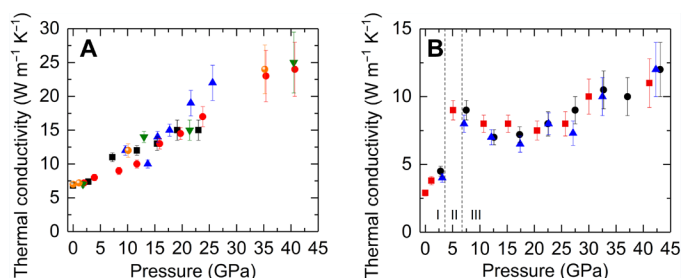 A
Thermal conductivity (W m⁻¹ K⁻¹)
30
25
20
15
10
5
0
0 5 10 15 20 25 30 35 40 45
Pressure (GPa)
B
Thermal conductivity (W m⁻¹ K⁻¹)
15
10
5
0
I II III
0 5 10 15 20 25 30 35 40 45
Pressure (GPa)